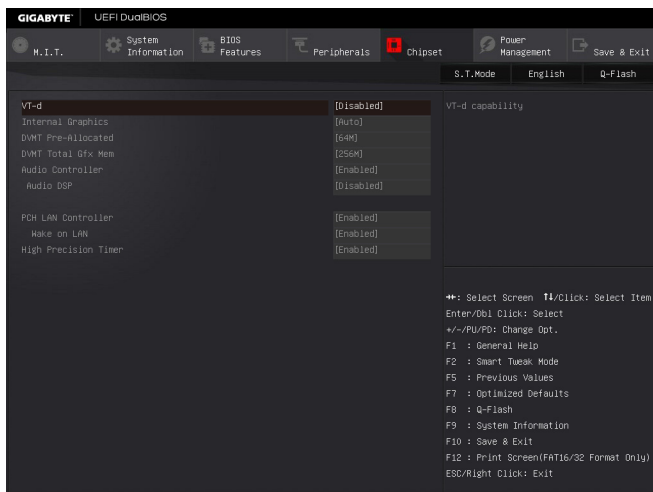 GIGABYTE™ UEFI DualBIOS
M.I.T. System Information BIOS Features Peripherals Chipset Power Management Save & Exit
S.T.Mode English Q-Flash
VT-d [Disabled] VT-d capability
Internal Graphics [Auto]
DVMT Pre-Allocated [64M]
DVMT Total Gfx Mem [256M]
Audio Controller [Enabled]
Audio DSP [Disabled]
PCH LAN Controller [Enabled]
Wake on LAN [Enabled]
High Precision Timer [Enabled]
→←: Select Screen ↑↓/Click: Select Item
Enter/Dbl Click: Select
+/-/PU/PD: Change Opt.
F1 : General Help
F2 : Smart Tweak Mode
F5 : Previous Values
F7 : Optimized Defaults
F8 : Q-Flash
F9 : System Information
F10 : Save & Exit
F12 : Print Screen(FAT16/32 Format Only)
ESC/Right Click: Exit